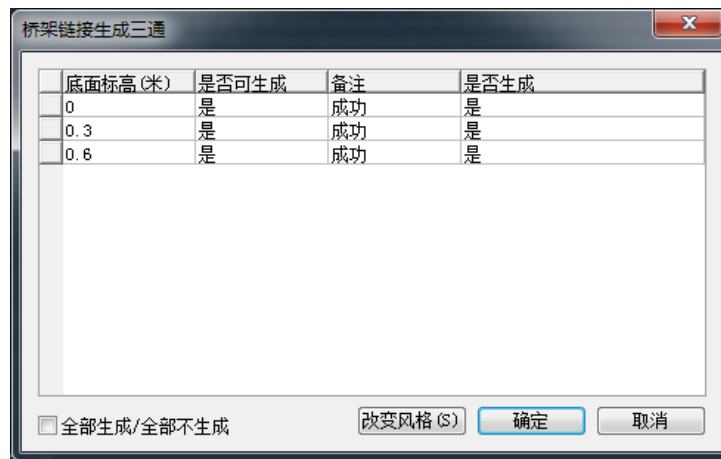 桥架链接生成三通
底面标高(米) 是否可生成 备注 是否生成
0 是 成功 是
0.3 是 成功 是
0.6 是 成功 是
全部生成/全部不生成 改变风格(S) 确定 取消